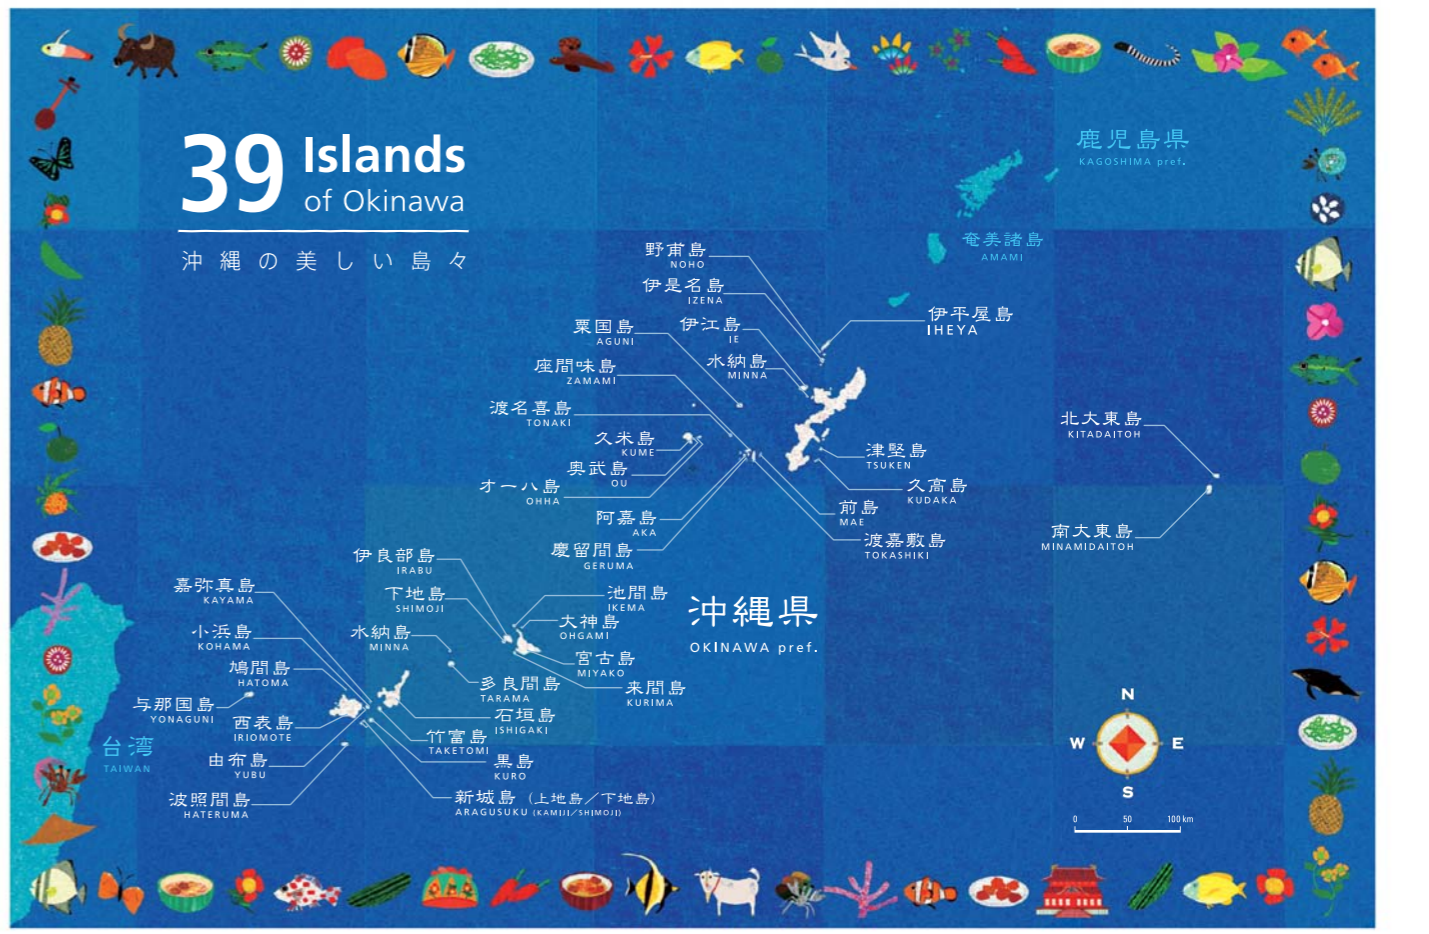 39 Islands
of Okinawa
沖縄の美しい島々
鹿児島県
KAGOSHIMA pref.
奄美諸島
AMAMI
野甫島
NOHO
伊是名島
IZENA
伊平屋島
IHEYA
粟国島
AGUNI
伊江島
IE
水納島
MINNA
座間味島
ZAMAMI
渡名喜島
TONAKI
久米島
KUME
奥武島
OU
オーハ島
OHHA
阿嘉島
AKA
慶留間島
GERUMA
津堅島
TSUKEN
久高島
KUDAKA
前島
MAE
渡嘉敷島
TOKASHIKI
北大東島
KITADAITOH
南大東島
MINAMIDAITOH
伊良部島
IRABU
下地島
SHIMOJI
水納島
MINNA
池間島
IKEMA
大神島
OHGAMI
宮古島
MIYAKO
来間島
KURIMA
多良間島
TARAMA
沖縄県
OKINAWA pref.
嘉弥真島
KAYAMA
小浜島
KOHAMA
鳩間島
HATOMA
与那国島
YONAGUNI
西表島
IRIOMOTE
由布島
YUBU
波照間島
HATERUMA
石垣島
ISHIGAKI
竹富島
TAKETOMI
黒島
KURO
新城島（上地島／下地島）
ARAGUSUKU (KAMIJI／SHIMOJI)
台湾
TAIWAN
N
W E
S
0 50 100 km